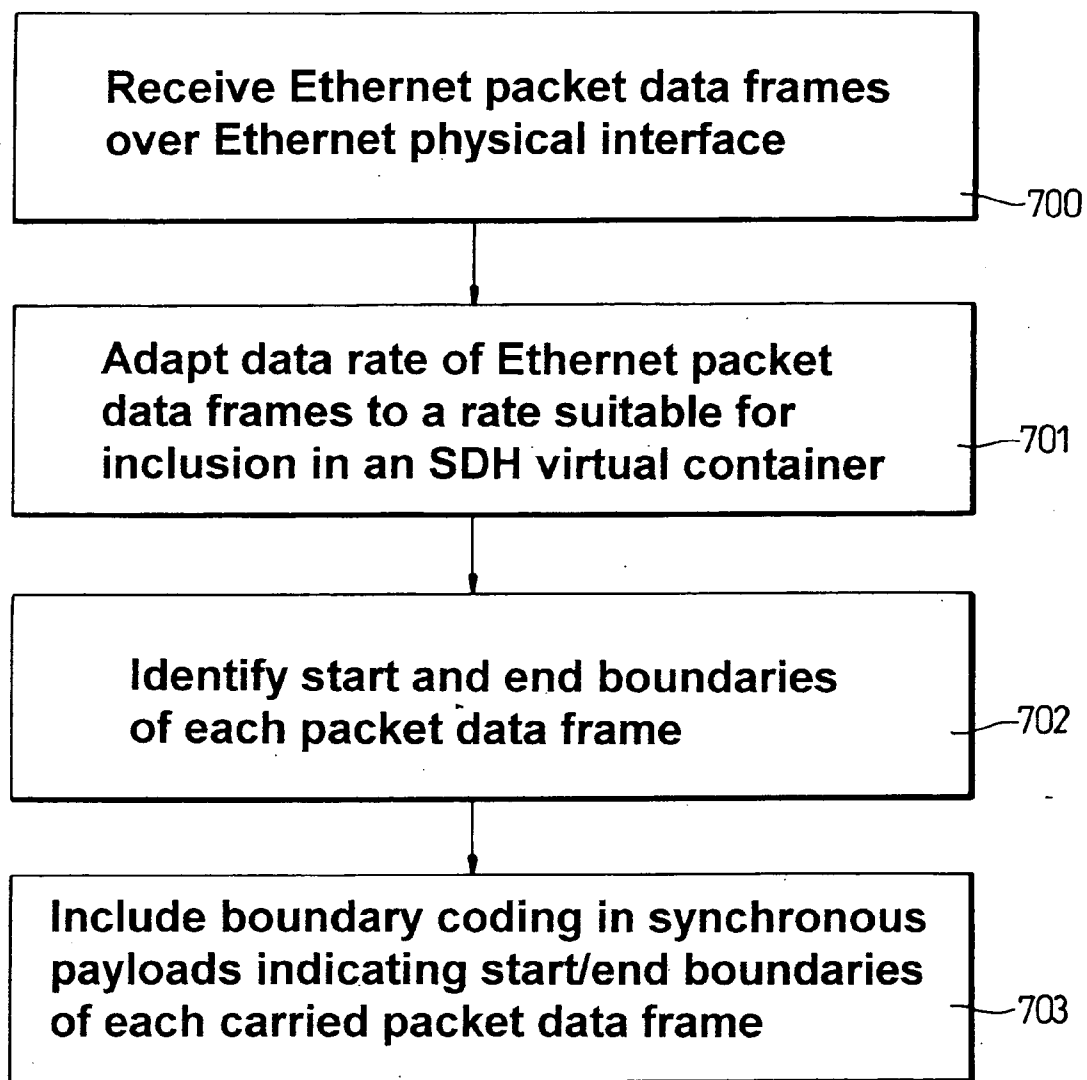 Receive Ethernet packet data frames
over Ethernet physical interface
700
Adapt data rate of Ethernet packet
data frames to a rate suitable for
inclusion in an SDH virtual container
701
Identify start and end boundaries
of each packet data frame
702
Include boundary coding in synchronous
payloads indicating start/end boundaries
of each carried packet data frame
703